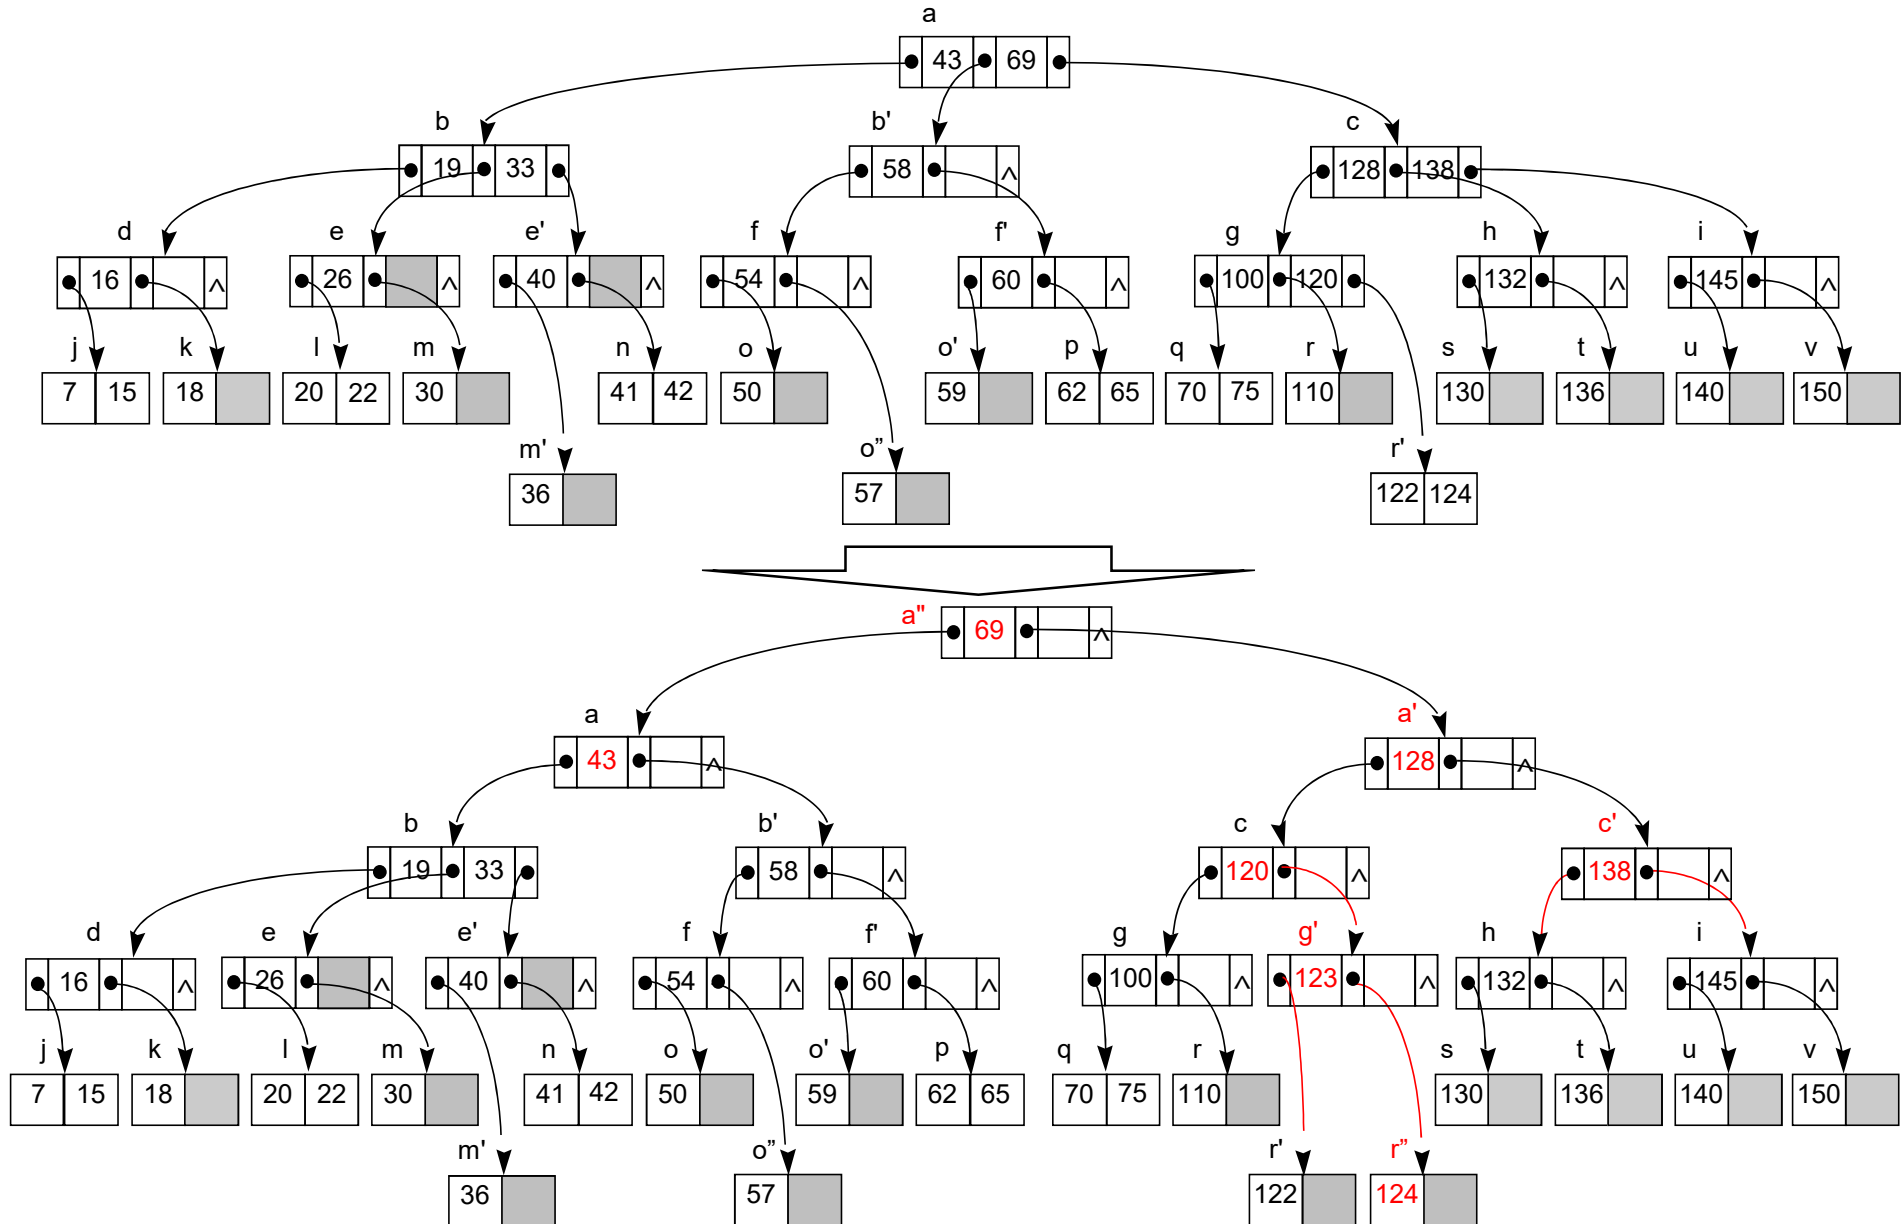 a
43 69
b b' c
19 33 58 ^ 128 138
d e e' f f' g h i
16 ^ 26 ^ 40 ^ 54 ^ 60 ^ 100 120 132 ^ 145 ^
j k l m n o o' p q r s t u v
7 15 18 20 22 30 41 42 50 59 62 65 70 75 110 130 136 140 150
m' o” r'
36 57 122 124
a"
69 ^
a a'
43 ^ 128 ^
b b' c c'
19 33 58 ^ 120 ^ 138 ^
d e e' f f' g g' h i
16 ^ 26 ^ 40 ^ 54 ^ 60 ^ 100 ^ 123 ^ 132 ^ 145 ^
j k l m n o o' p q r s t u v
7 15 18 20 22 30 41 42 50 59 62 65 70 75 110 130 136 140 150
m' o” r' r”
36 57 122 124